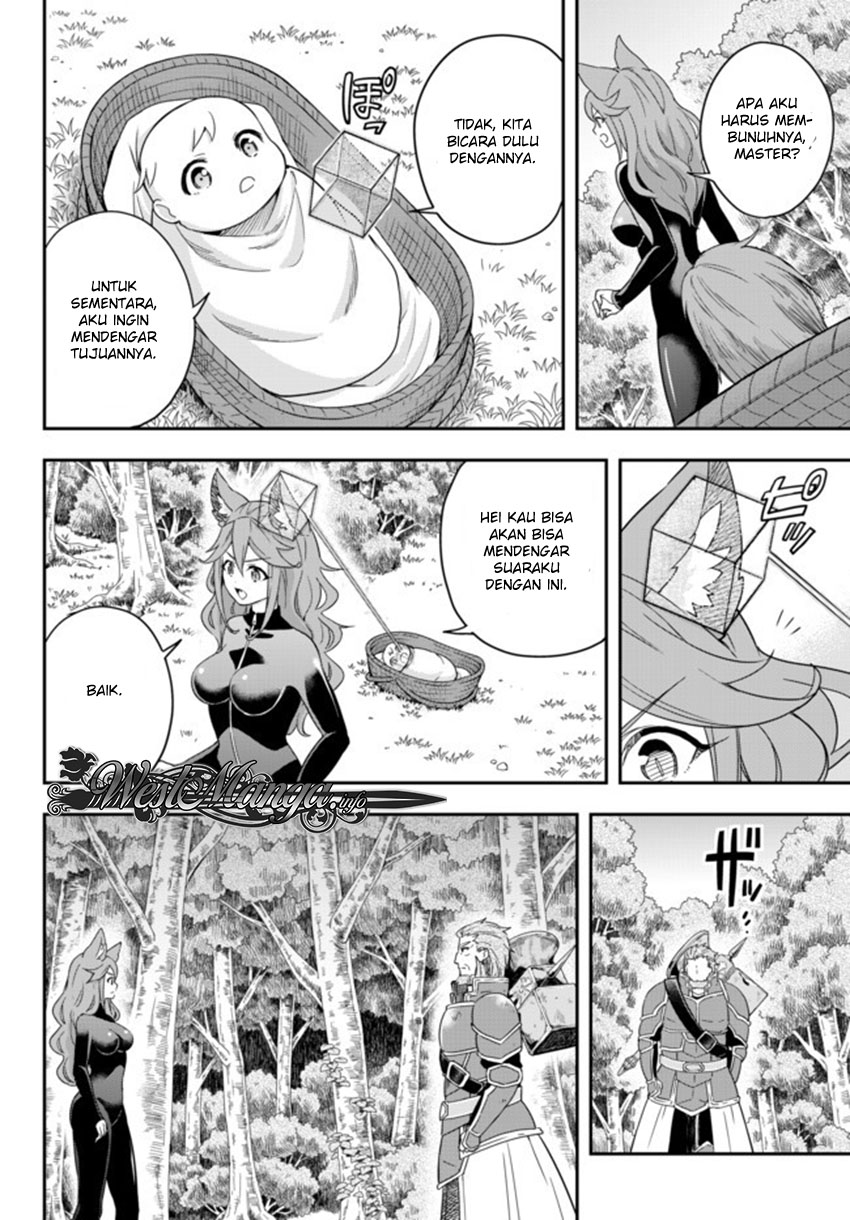 APA AKU
HARUS MEM-
BUNUHNYA,
MASTER?
TIDAK, KITA
BICARA DULU
DENGANNYA.
ぽっ
UNTUK
SEMENTARA,
AKU INGIN
MENDENGAR
TUJUANNYA.
ピッ
HEI KAU BISA
AKAN BISA
MENDENGAR
SUARAKU
DENGAN INI.
BAIK.
WestManga.info
ザッ